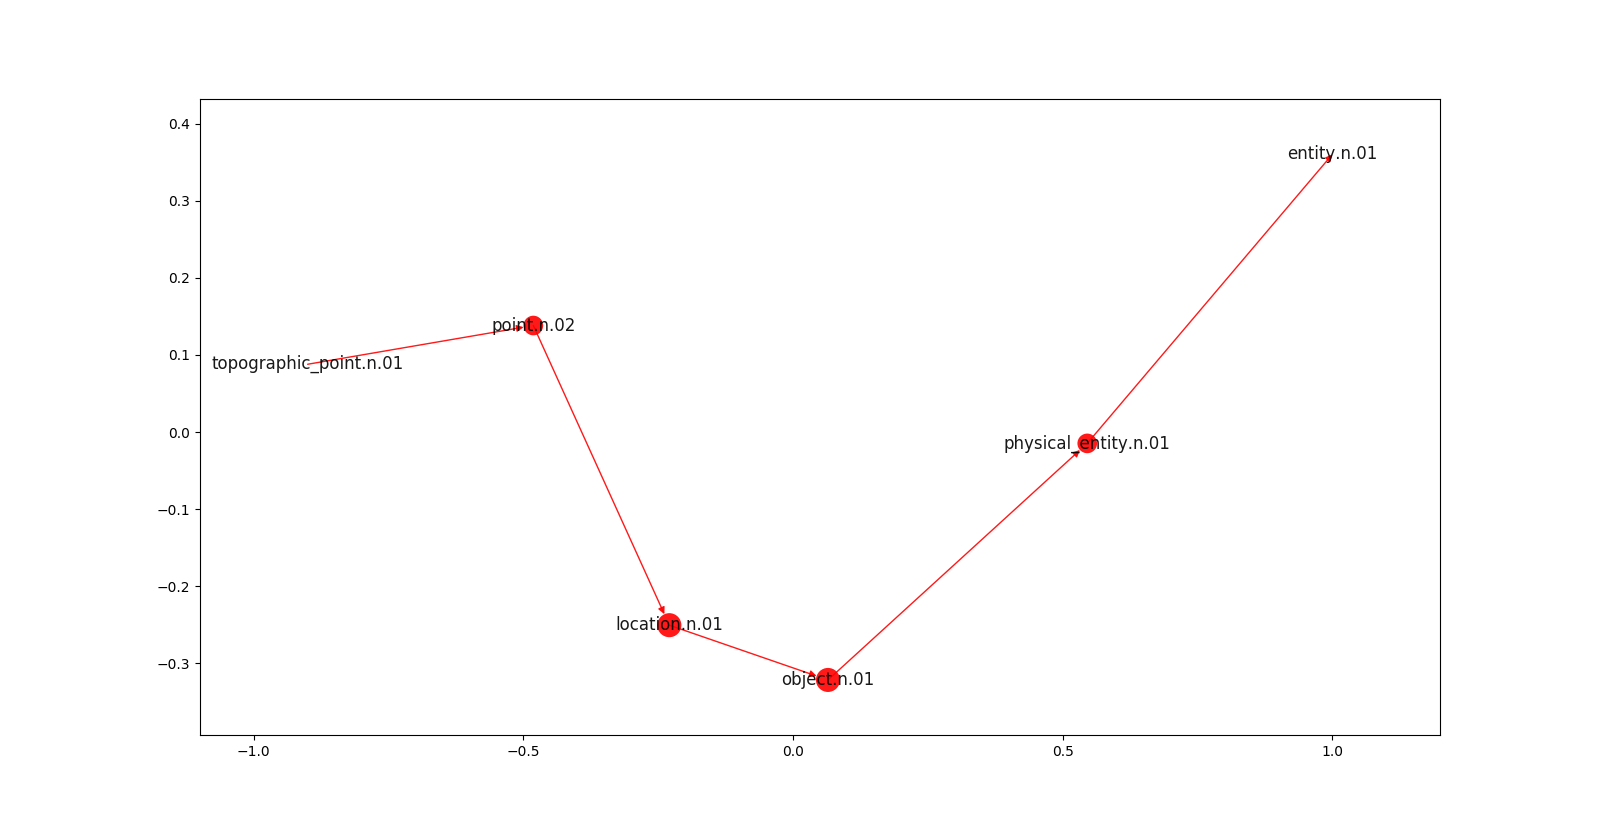 0.4
entity.n.01
0.3
0.2
point.n.02
0.1
topographic_point.n.01
0.0
physical_entity.n.01
−0.1
−0.2
location.n.01
−0.3
object.n.01
−1.0 −0.5 0.0 0.5 1.0